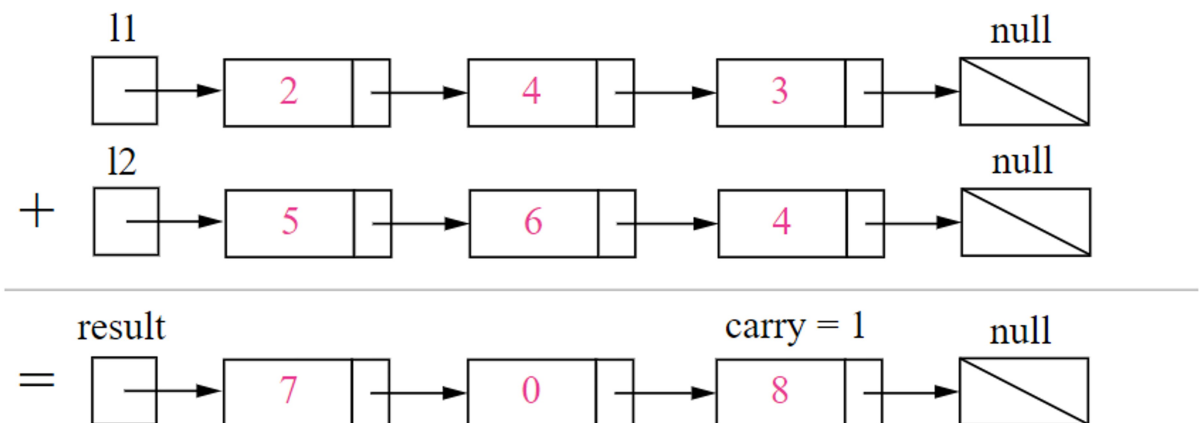 l1 null
2 4 3
l2 null
+ 5 6 4
result carry = 1 null
= 7 0 8